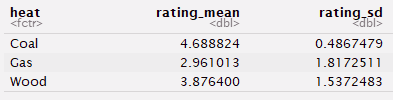 heat rating_mean rating_sd
<fctr> <dbl> <dbl>
Coal 4.688824 0.4867479
Gas 2.961013 1.8172511
Wood 3.876400 1.5372483